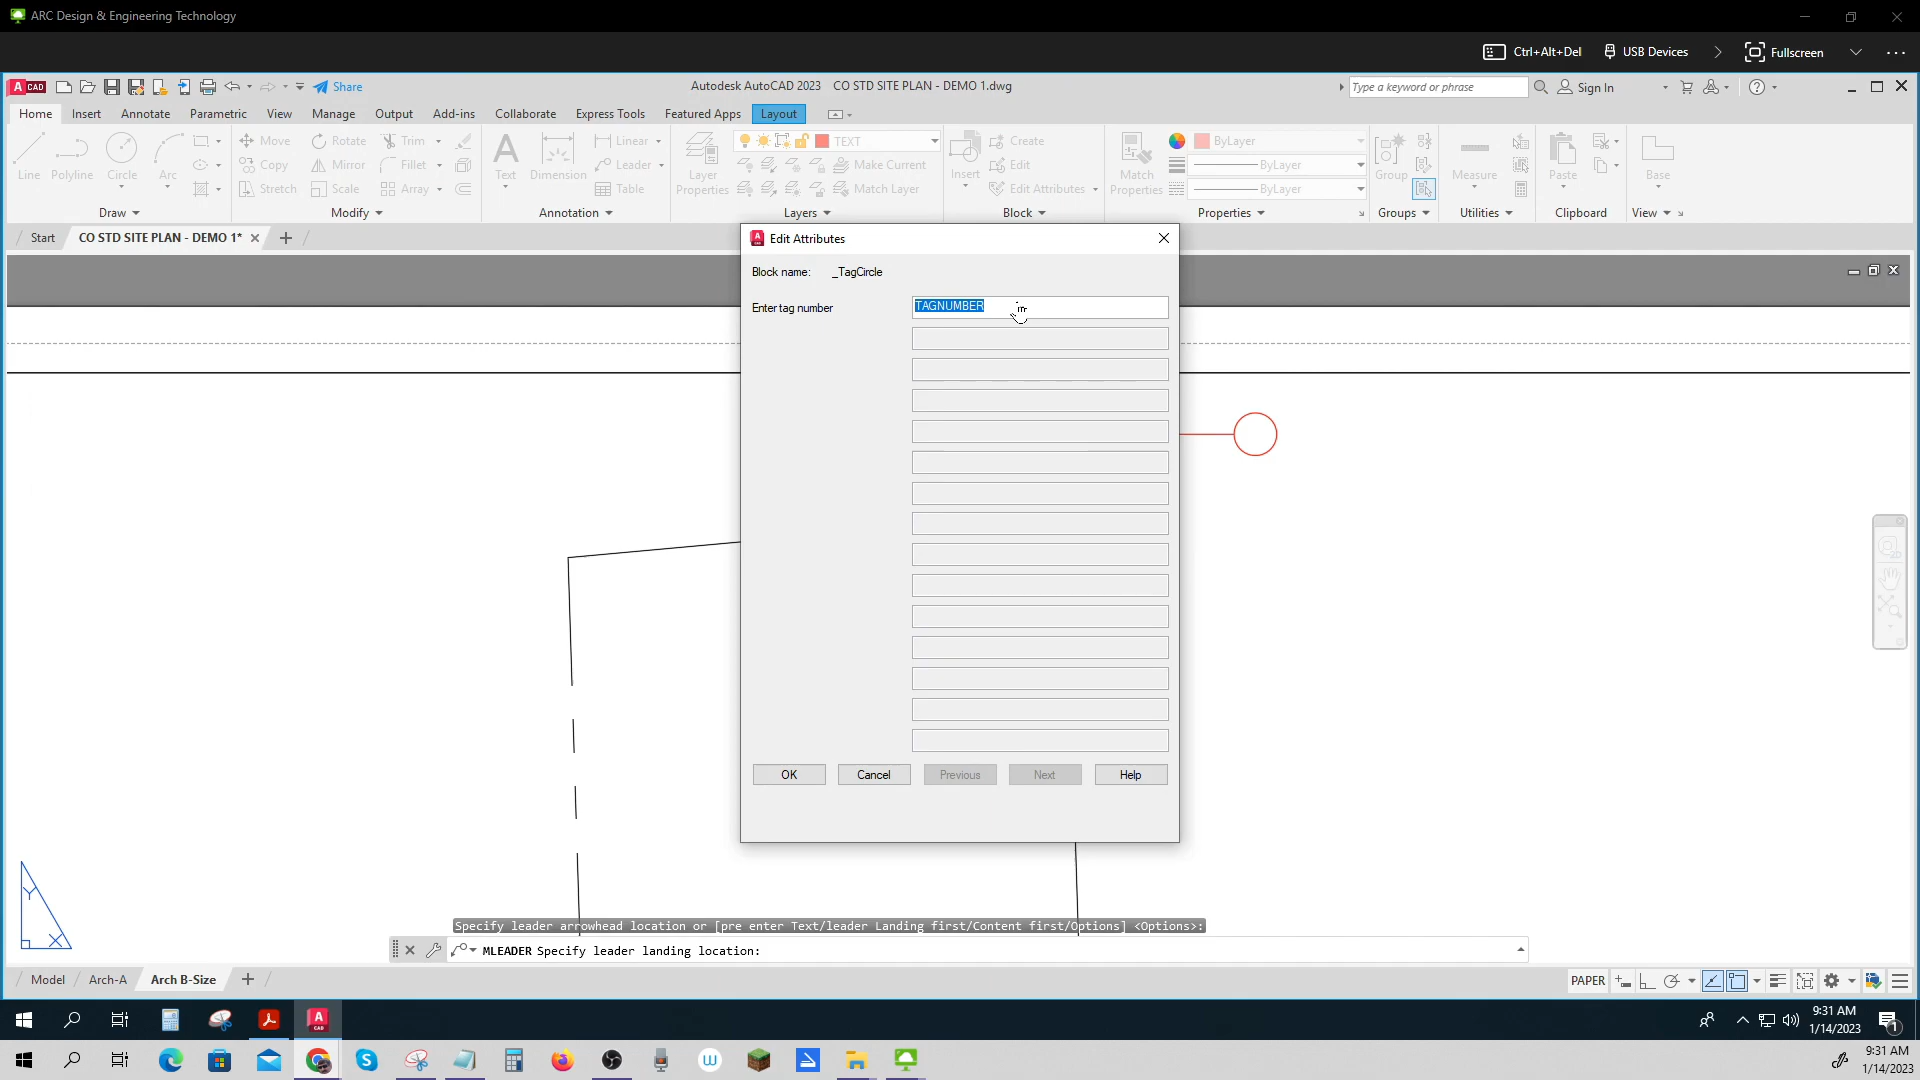 ARC Design & Engineering Technology
Ctrl+Alt+Del
USB Devices
Fullscreen
A CAD
Share
Autodesk AutoCAD 2023 CO STD SITE PLAN - DEMO 1.dwg
Type a keyword or phrase
Sign In
Home
Insert
Annotate
Parametric
View
Manage
Output
Add-ins
Collaborate
Express Tools
Featured Apps
Layout
Line
Polyline
Circle
Arc
Draw
Move
Copy
Stretch
Rotate
Mirror
Scale
Trim
Fillet
Array
Modify
Text
Dimension
Linear
Leader
Table
Annotation
Layer
Properties
TEXT
Make Current
Match Layer
Layers
Insert
Create
Edit
Edit Attributes
Block
Match
Properties
ByLayer
ByLayer
ByLayer
Properties
Group
Groups
Measure
Utilities
Paste
Clipboard
Base
View
Start
CO STD SITE PLAN - DEMO 1*
Edit Attributes
Block name: _TagCircle
Enter tag number
TAGNUMBER
OK
Cancel
Previous
Next
Help
Y
X
Specify leader arrowhead location or [pre enter Text/leader Landing first/Content first/Options] <Options>:
MLEADER Specify leader landing location:
Model
Arch-A
Arch B-Size
PAPER
A CAD
9:31 AM
1/14/2023
1
9:31 AM
1/14/2023